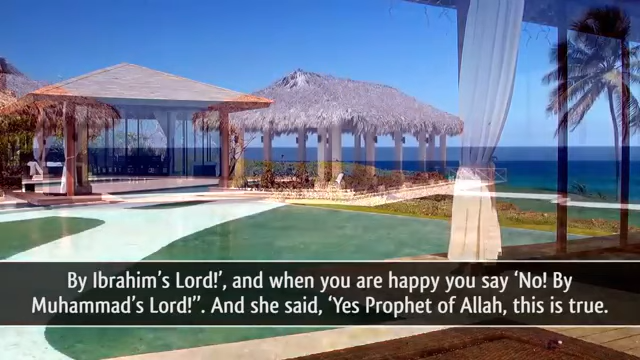 By Ibrahim’s Lord!’, and when you are happy you say ‘No! By
Muhammad’s Lord!”. And she said, ‘Yes Prophet of Allah, this is true.